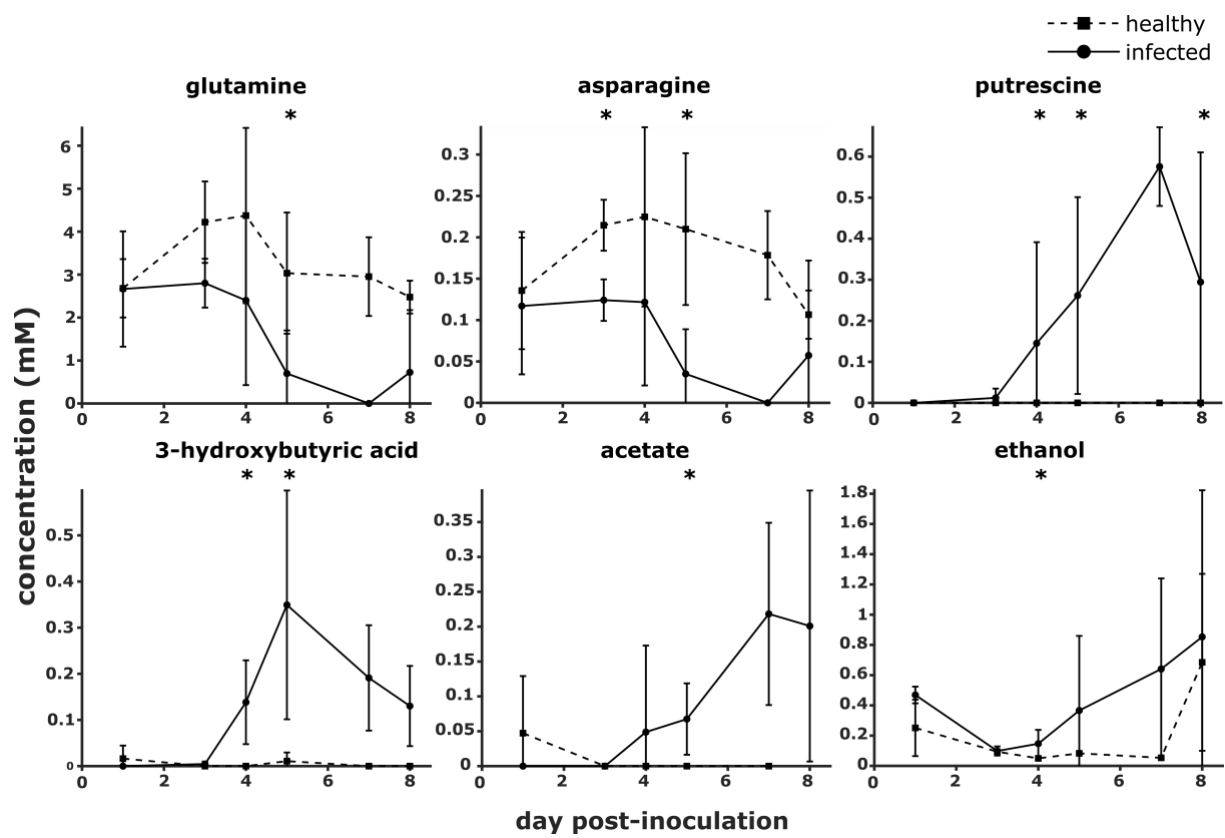 healthy
infected
glutamine
asparagine
putrescine
*
* *
* * *
6
5
4
3
2
1
0
0 2 4 6 8
0.3
0.25
0.2
0.15
0.1
0.05
0
0 2 4 6 8
0.6
0.5
0.4
0.3
0.2
0.1
0
0 2 4 6 8
concentration (mM)
3-hydroxybutyric acid
acetate
ethanol
* *
*
*
0.5
0.4
0.3
0.2
0.1
0
0 2 4 6 8
0.35
0.3
0.25
0.2
0.15
0.1
0.05
0
0 2 4 6 8
1.8
1.6
1.4
1.2
1
0.8
0.6
0.4
0.2
0
0 2 4 6 8
day post-inoculation